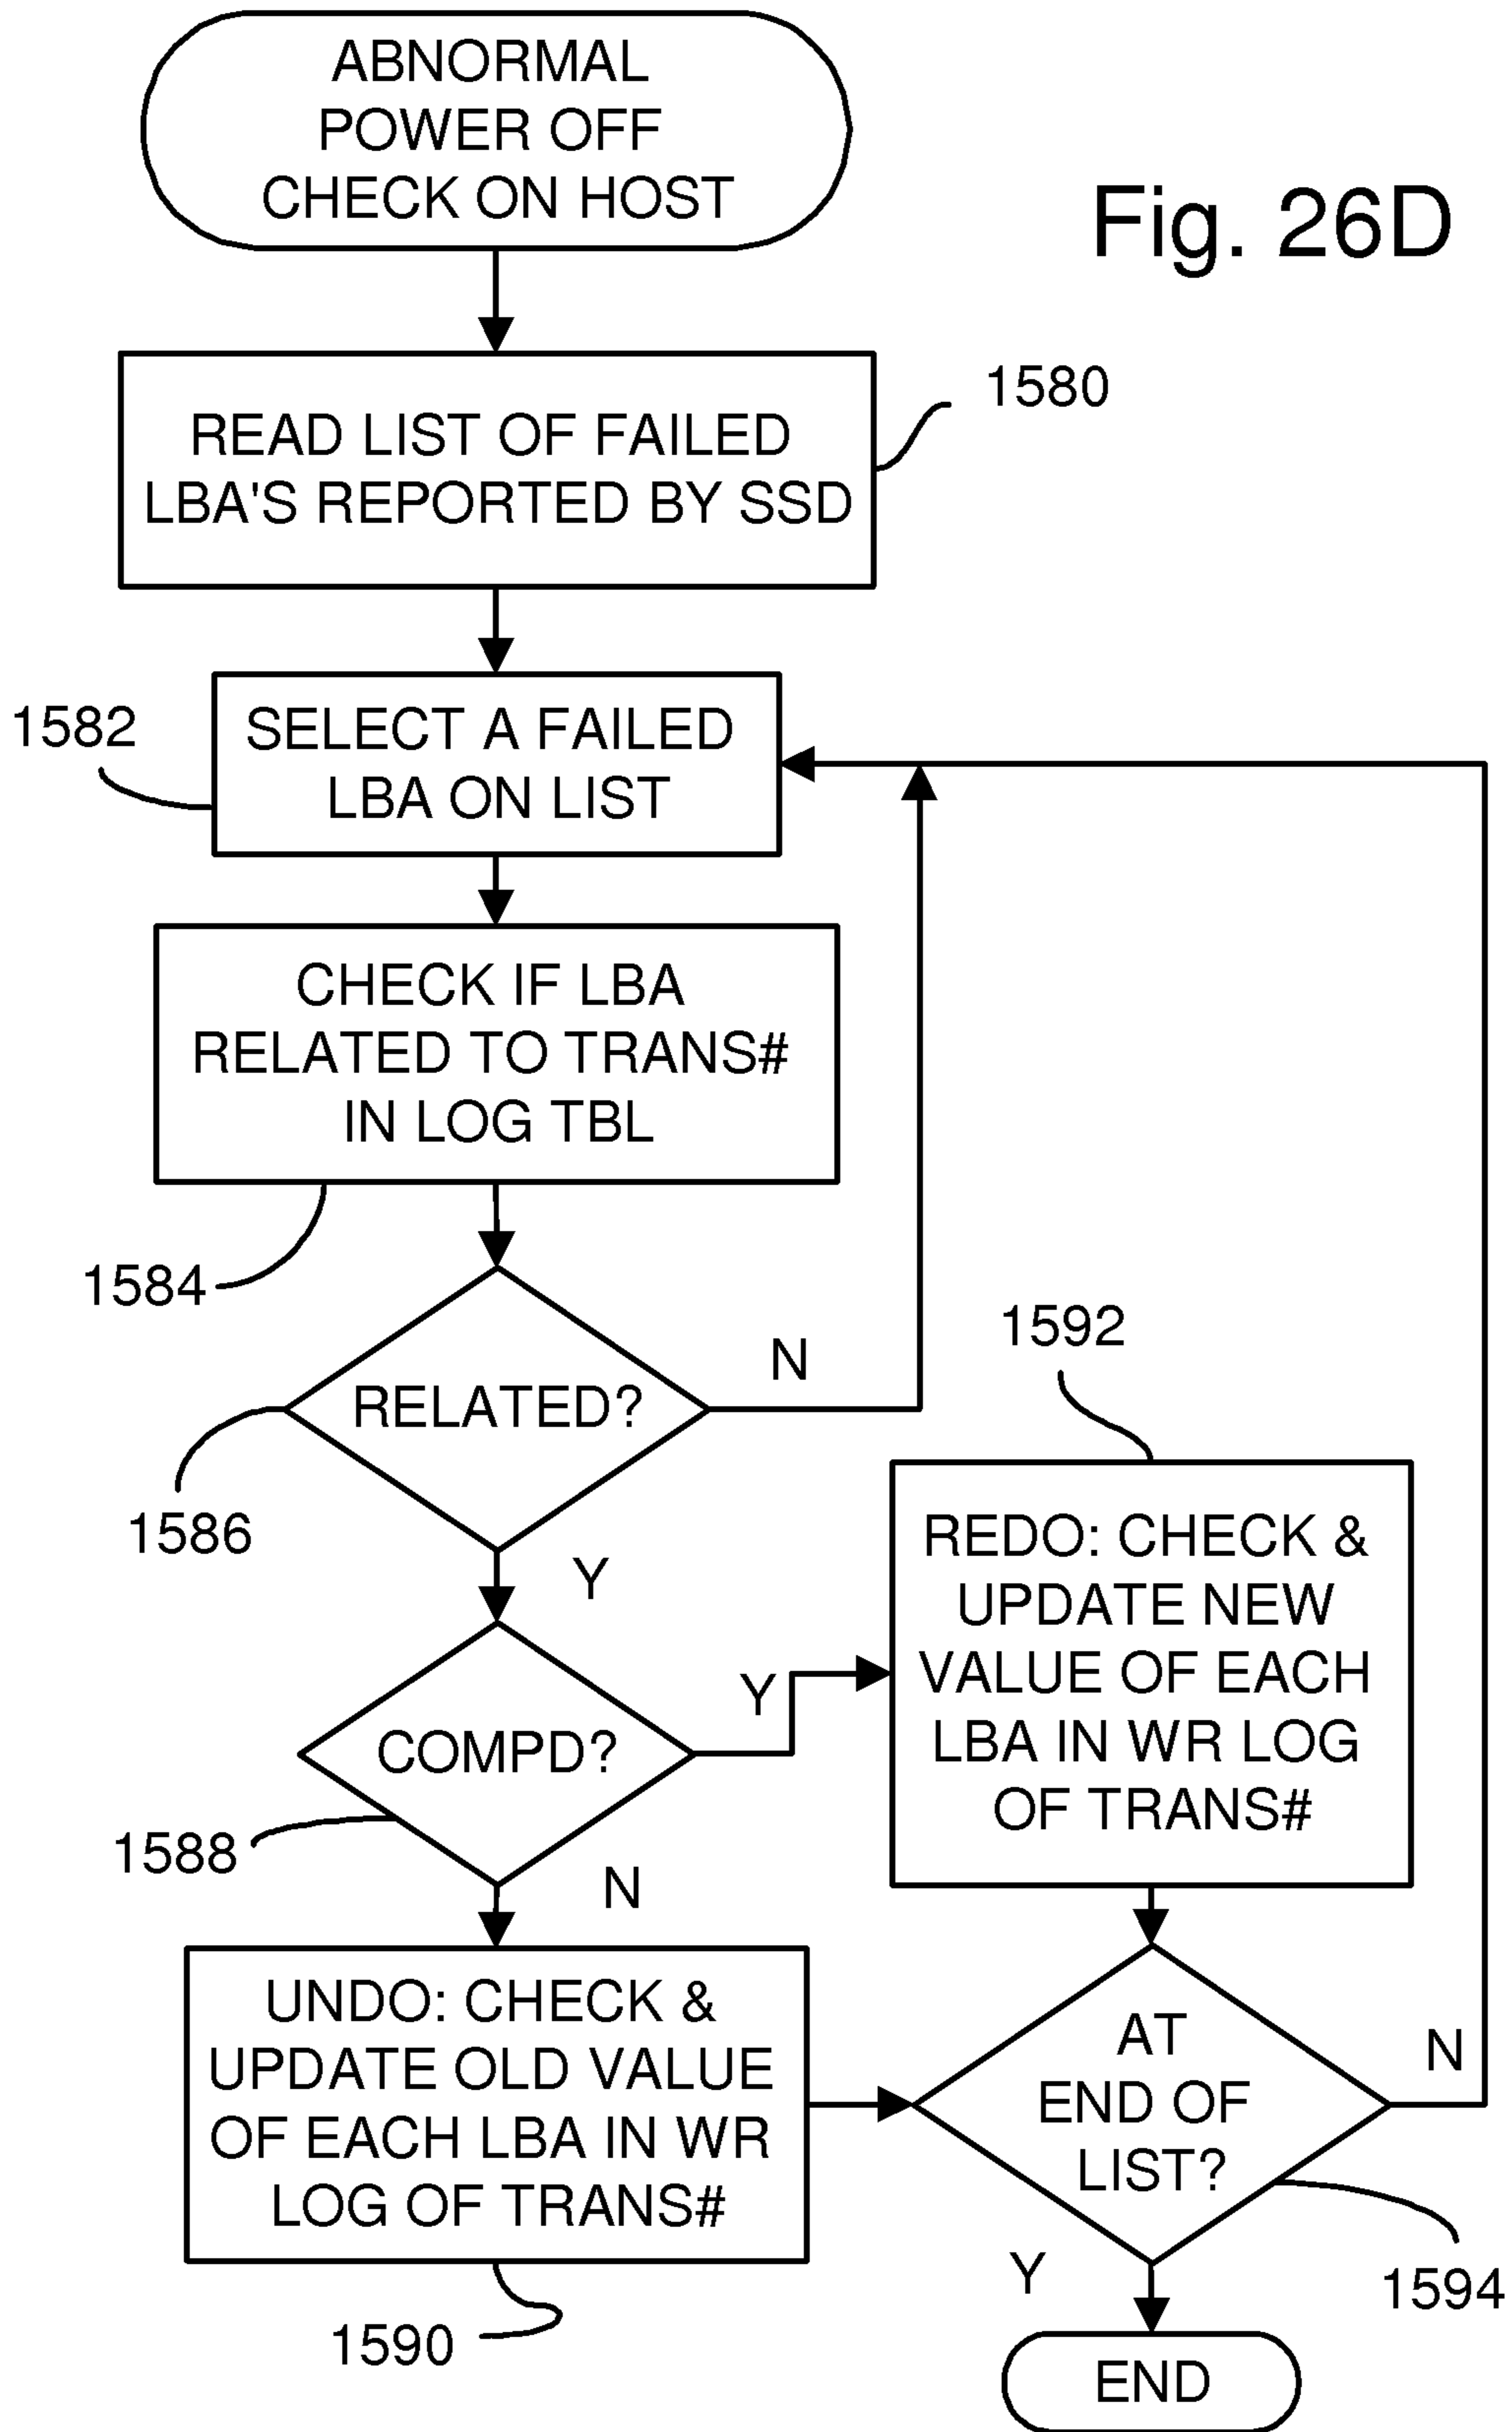 ABNORMAL
POWER OFF
CHECK ON HOST
Fig. 26D
READ LIST OF FAILED
LBA'S REPORTED BY SSD
1580
1582
SELECT A FAILED
LBA ON LIST
CHECK IF LBA
RELATED TO TRANS#
IN LOG TBL
1584
RELATED?
N
1586
Y
1592
REDO: CHECK &
UPDATE NEW
VALUE OF EACH
LBA IN WR LOG
OF TRANS#
COMPD?
Y
1588
N
UNDO: CHECK &
UPDATE OLD VALUE
OF EACH LBA IN WR
LOG OF TRANS#
1590
AT
END OF
LIST?
N
Y
1594
END